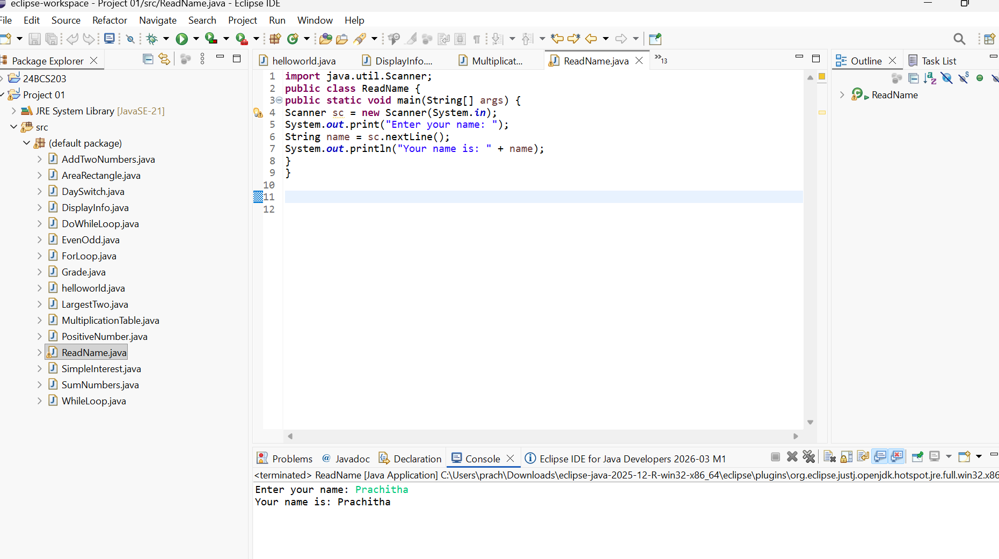 eclipse-workspace - Project 01/src/ReadName.java - Eclipse IDE
File Edit Source Refactor Navigate Search Project Run Window Help
Package Explorer
24BCS203
Project 01
JRE System Library [JavaSE-21]
src
(default package)
AddTwoNumbers.java
AreaRectangle.java
DaySwitch.java
DisplayInfo.java
DoWhileLoop.java
EvenOdd.java
ForLoop.java
Grade.java
helloworld.java
LargestTwo.java
MultiplicationTable.java
PositiveNumber.java
ReadName.java
SimpleInterest.java
SumNumbers.java
WhileLoop.java
helloworld.java DisplayInfo.... Multiplicat... ReadName.java »13
1 import java.util.Scanner;
2 public class ReadName {
3 public static void main(String[] args) {
4 Scanner sc = new Scanner(System.in);
5 System.out.print("Enter your name: ");
6 String name = sc.nextLine();
7 System.out.println("Your name is: " + name);
8 }
9 }
10
11
12
Outline Task List
ReadName
Problems @ Javadoc Declaration Console Eclipse IDE for Java Developers 2026-03 M1
<terminated> ReadName [Java Application] C:\Users\prach\Downloads\eclipse-java-2025-12-R-win32-x86_64\eclipse\plugins\org.eclipse.justj.openjdk.hotspot.jre.full.win32.x86
Enter your name: Prachitha
Your name is: Prachitha